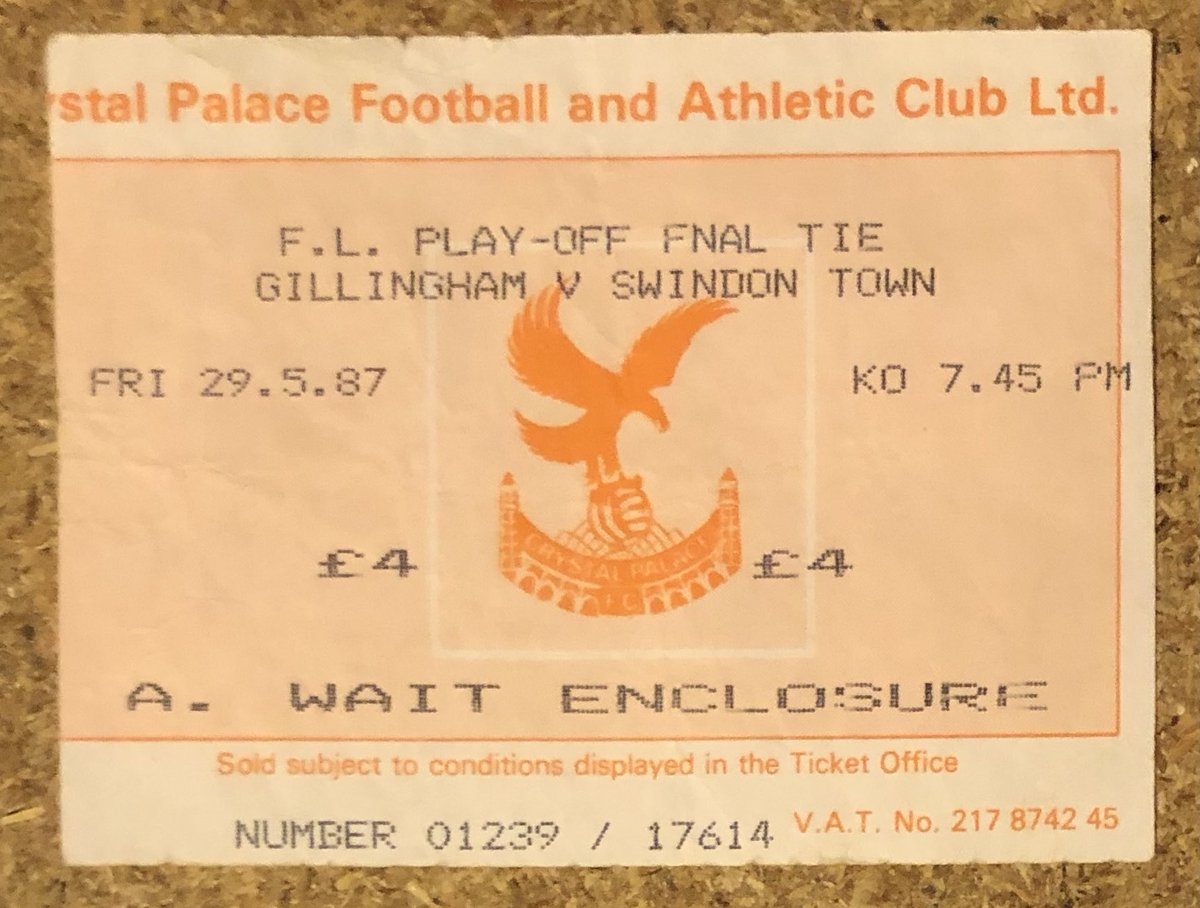 rystal Palace Football and Athletic Club Ltd.
F.L. PLAY-OFF FNAL TIE
GILLINGHAM V SWINDON TOWN
FRI 29.5.87
KO 7.45 PM
CRYSTAL PALACE
F C
£4
£4
A. WAIT ENCLOSURE
Sold subject to conditions displayed in the Ticket Office
NUMBER 01239 / 17614
V.A.T. No. 217 8742 45